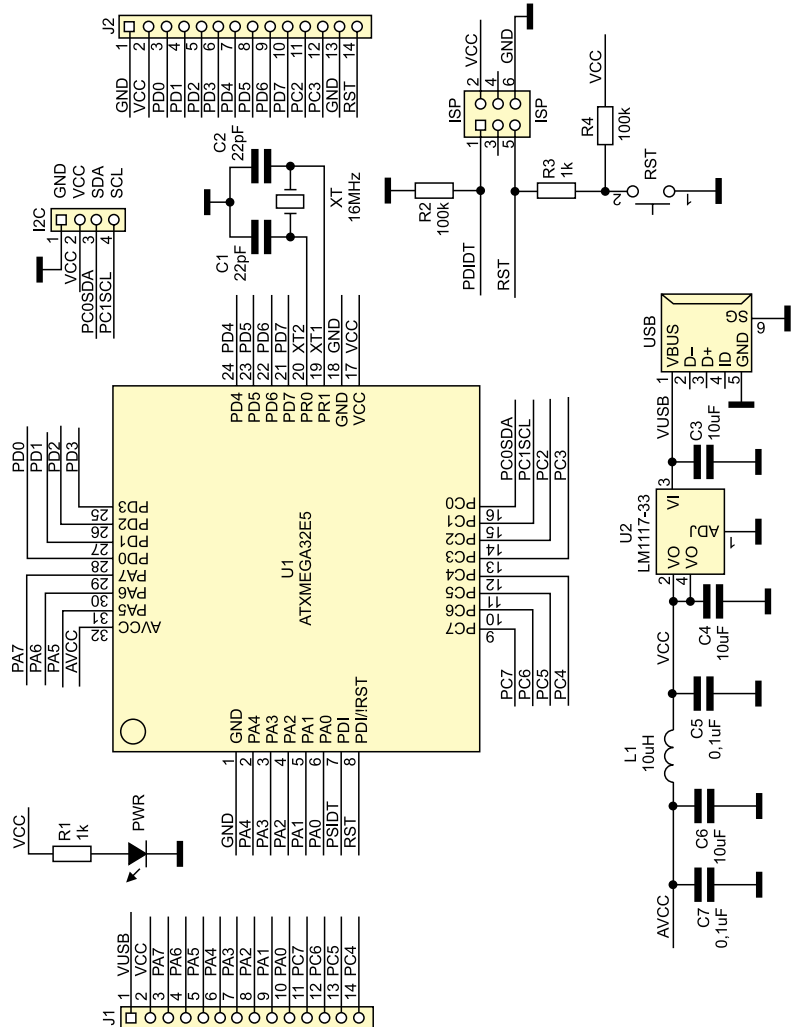 J2
1 GND
2 VCC
3 PD0
4 PD1
5 PD2
6 PD3
7 PD4
8 PD5
9 PD6
10 PD7
11 PC2
12 PC3
13 GND
14 RST
I2C
1 GND
2 VCC VCC
3 PC0SDA SDA
4 PC1SCL SCL
C1
22pF
C2
22pF
XT
16MHz
ISP
ISP
1 PDIDT
2 VCC
3
4
5 RST
6 GND
R2
100k
R3
1k
R4
100k
VCC
RST
2
1
U1
ATXMEGA32E5
PD4 24 PD4
PD5 23 PD5
PD6 22 PD6
PD7 21 PD7
PR0 20 XT2
PR1 19 XT1
GND 18 GND
VCC 17 VCC
PD3 25 PD3
PD2 26 PD2
PD1 27 PD1
PD0 28 PD0
PA7 29 PA7
PA6 30 PA6
PA5 31 PA5
AVCC 32 AVCC
PC0 16 PC0SDA
PC1 15 PC1SCL
PC2 14 PC2
PC3 13 PC3
PC4 12 PC4
PC5 11 PC5
PC6 10 PC6
PC7 9 PC7
GND 1 GND
PA4 2 PA4
PA3 3 PA3
PA2 4 PA2
PA1 5 PA1
PA0 6 PA0
PDI 7 PSIDT
PDI/!RST 8 RST
VCC
R1
1k
PWR
J1
1 VUSB
2 VCC
3 PA7
4 PA6
5 PA5
6 PA4
7 PA3
8 PA2
9 PA1
10 PA0
11 PC7
12 PC6
13 PC5
14 PC4
USB
1 VBUS
2 D–
3 D+
4 ID
5 GND
SG
6
VUSB
C3
10uF
U2
LM1117-33
3 VI
2 VO
4 VO
ADJ
1
C4
10uF
VCC
C5
0,1uF
L1
10uH
C6
10uF
C7
0,1uF
AVCC